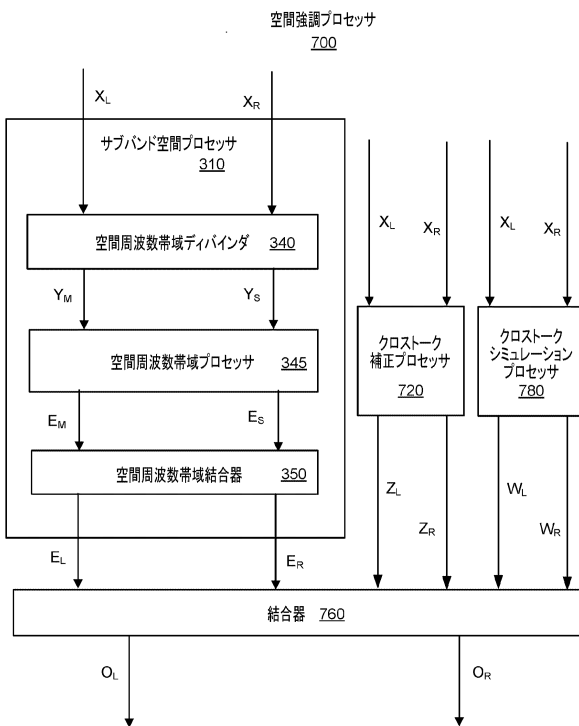 空間強調プロセッサ
700
XL
XR
サブバンド空間プロセッサ
310
空間周波数帯域ディバインダ 340
YM
YS
空間周波数帯域プロセッサ 345
EM
ES
空間周波数帯域結合器 350
EL
ER
XL
XR
XL
XR
クロストーク
補正プロセッサ
720
クロストーク
シミュレーション
プロセッサ
780
ZL
ZR
WL
WR
結合器 760
OL
OR